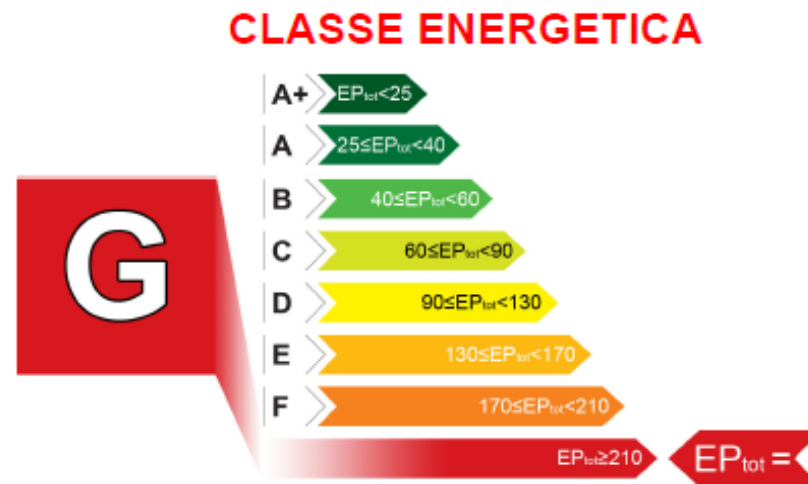 CLASSE ENERGETICA
A+ EPtot<25
A 25≤EPtot<40
B 40≤EPtot<60
C 60≤EPtot<90
D 90≤EPtot<130
E 130≤EPtot<170
F 170≤EPtot<210
G EPtot≥210 EPtot =